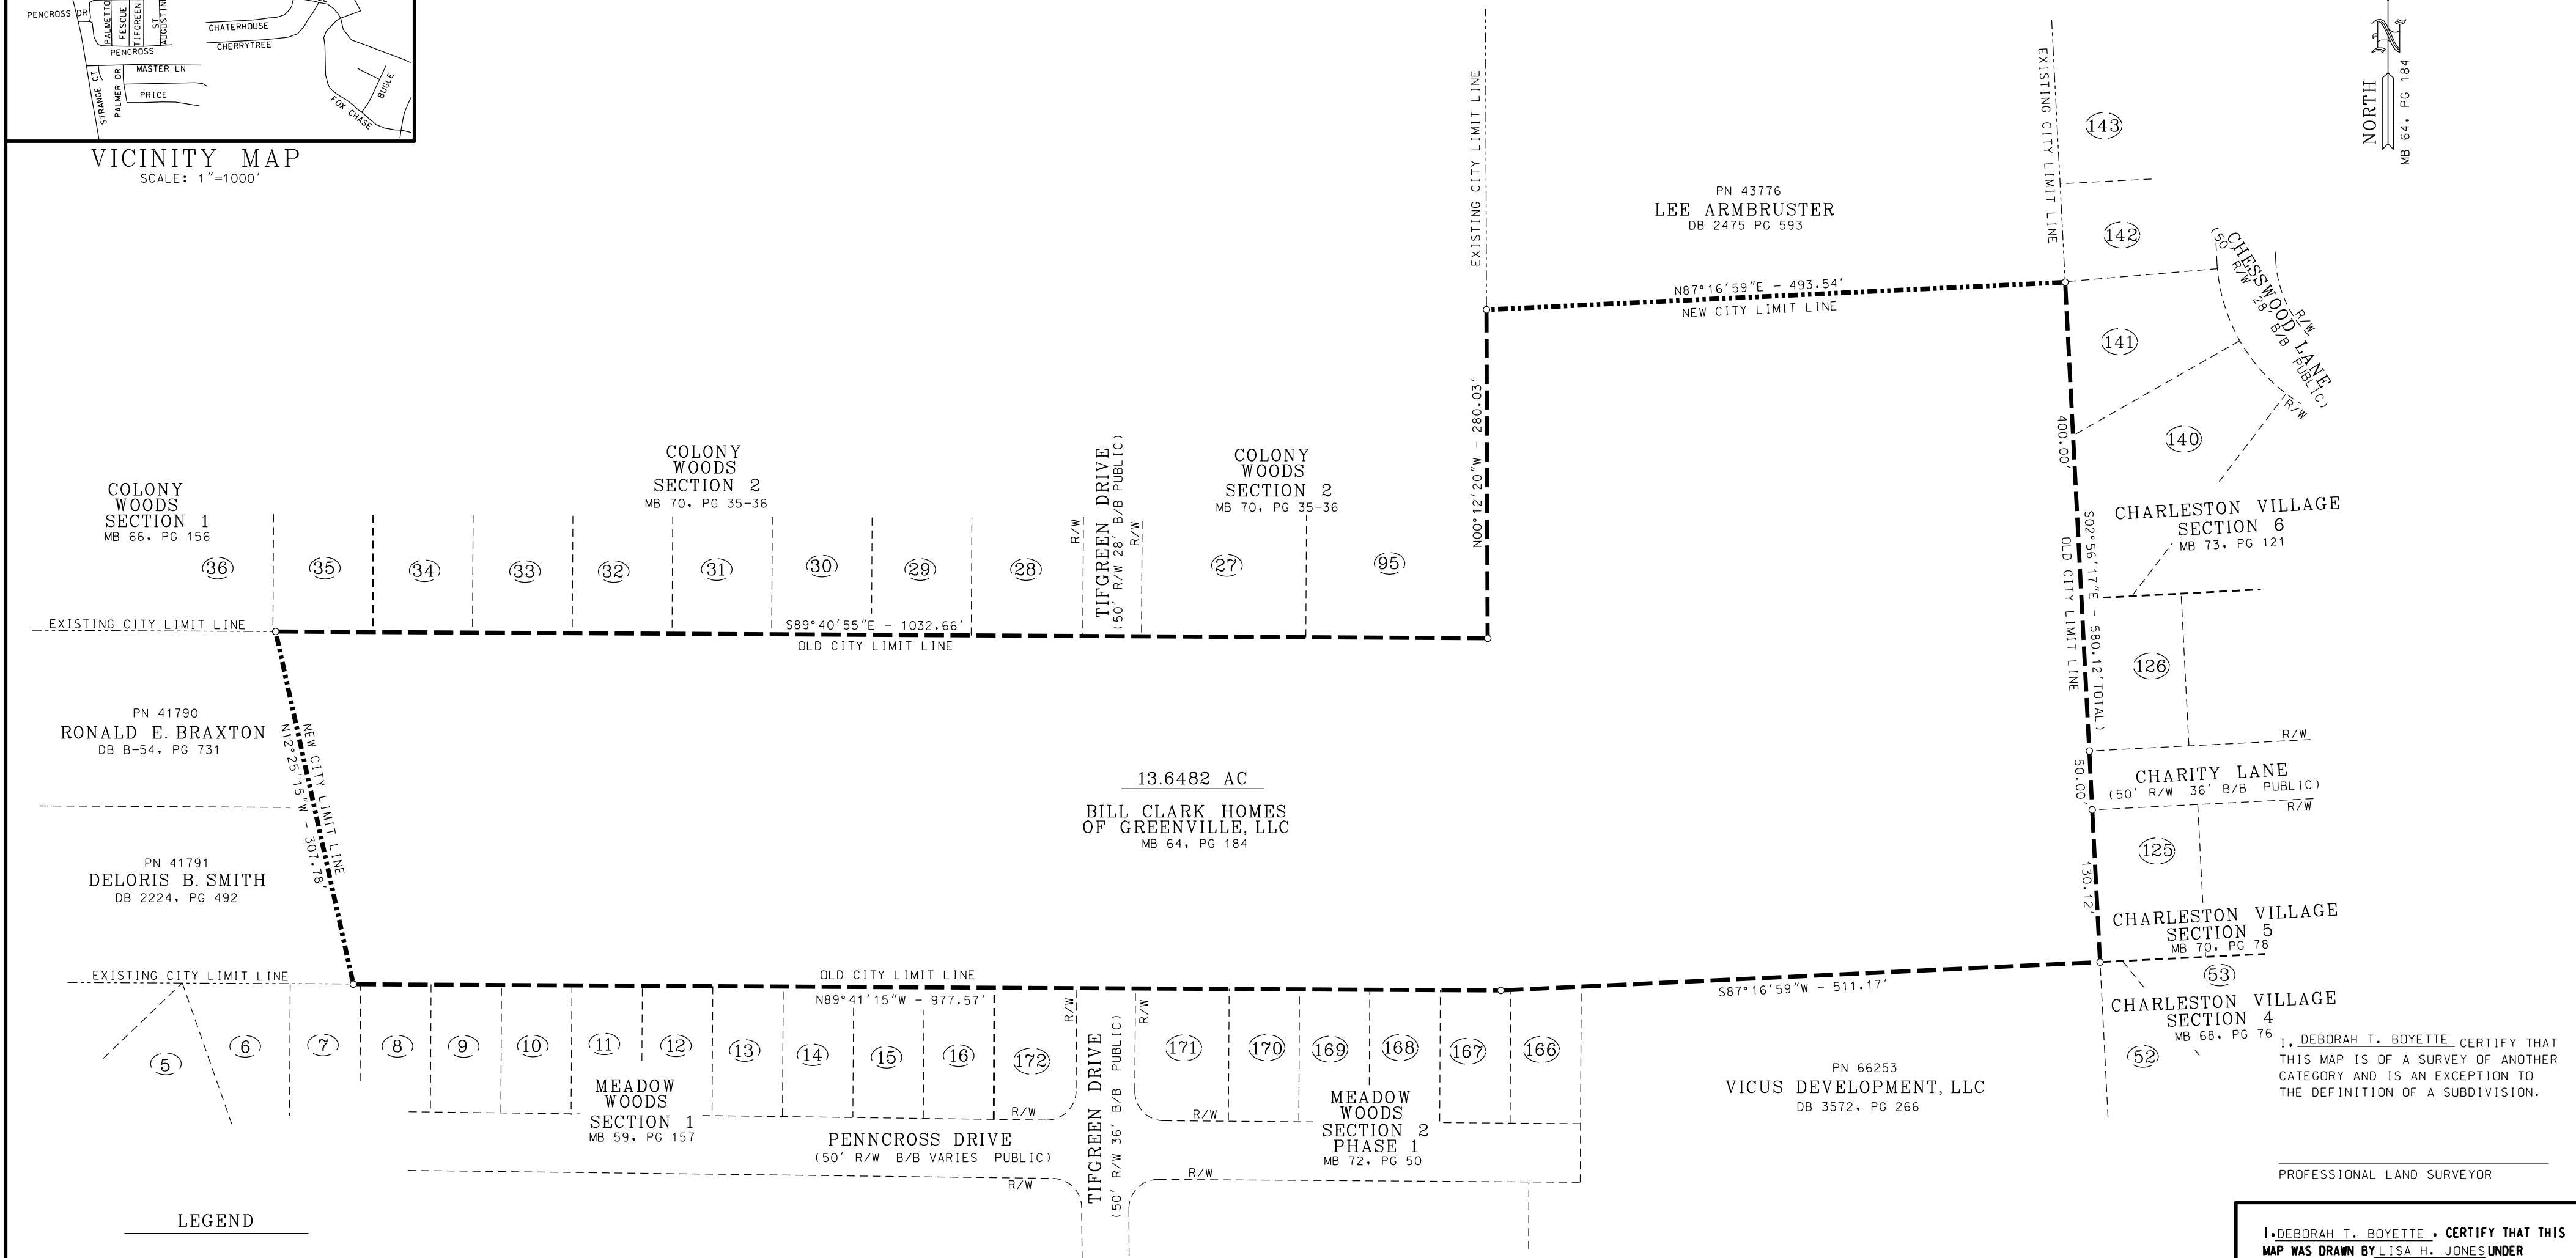 PENCROSS DR
PALMETTO
FESCUE
TIFGREEN
ST
AUGUSTIN
CHATERHOUSE
CHERRYTREE
PENCROSS
MASTER LN
STRANGE CT
PALMER DR
PRICE
BUGLE
FOX CHASE
VICINITY MAP
SCALE: 1"=1000'
NORTH
MB 64, PG 184
EXISTING CITY LIMIT LINE
EXISTING CITY LIMIT LINE
143
PN 43776
LEE ARMBRUSTER
DB 2475 PG 593
142
CHESSWOOD LANE
(50' R/W 28' B/B PUBLIC)
R/W
R/W
N87°16'59"E - 493.54'
NEW CITY LIMIT LINE
141
N00°12'20"W - 280.03'
400.00'
140
COLONY
WOODS
SECTION 1
MB 66, PG 156
COLONY
WOODS
SECTION 2
MB 70, PG 35-36
TIFGREEN DRIVE
(50' R/W 28' B/B PUBLIC)
R/W
R/W
COLONY
WOODS
SECTION 2
MB 70, PG 35-36
CHARLESTON VILLAGE
SECTION 6
MB 73, PG 121
36
35
34
33
32
31
30
29
28
27
95
S02°56'17"E - 580.12' TOTAL)
OLD CITY LIMIT LINE
EXISTING CITY LIMIT LINE
S89°40'55"E - 1032.66'
OLD CITY LIMIT LINE
126
PN 41790
RONALD E. BRAXTON
DB B-54, PG 731
NEW CITY LIMIT LINE
N12°25'15"W - 307.78'
R/W
CHARITY LANE
(50' R/W 36' B/B PUBLIC)
R/W
50.00'
13.6482 AC
BILL CLARK HOMES
OF GREENVILLE, LLC
MB 64, PG 184
PN 41791
DELORIS B. SMITH
DB 2224, PG 492
125
130.12'
CHARLESTON VILLAGE
SECTION 5
MB 70, PG 78
53
EXISTING CITY LIMIT LINE
OLD CITY LIMIT LINE
N89°41'15"W - 977.57'
S87°16'59"W - 511.17'
CHARLESTON VILLAGE
SECTION 4
MB 68, PG 76
52
5
6
7
8
9
10
11
12
13
14
15
16
172
R/W
R/W
171
170
169
168
167
166
MEADOW
WOODS
SECTION 1
MB 59, PG 157
R/W
PENNCROSS DRIVE
(50' R/W B/B VARIES PUBLIC)
R/W
TIFGREEN DRIVE
(50' R/W 36' B/B PUBLIC)
R/W
R/W
MEADOW
WOODS
SECTION 2
PHASE 1
MB 72, PG 50
PN 66253
VICUS DEVELOPMENT, LLC
DB 3572, PG 266
I, DEBORAH T. BOYETTE CERTIFY THAT
THIS MAP IS OF A SURVEY OF ANOTHER
CATEGORY AND IS AN EXCEPTION TO
THE DEFINITION OF A SUBDIVISION.
PROFESSIONAL LAND SURVEYOR
LEGEND
I, DEBORAH T. BOYETTE, CERTIFY THAT THIS
MAP WAS DRAWN BY LISA H. JONES UNDER